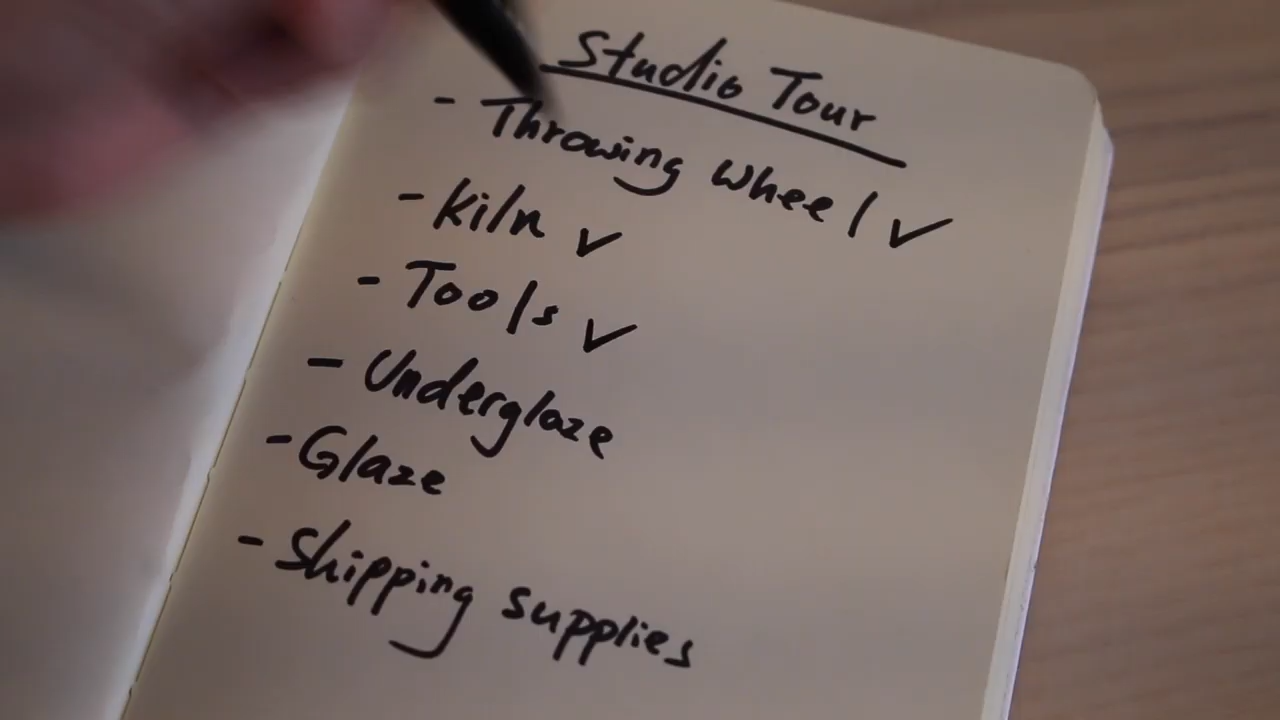 Studio Tour
- Throwing wheel ✓
- Kiln ✓
- Tools ✓
- Underglaze
- Glaze
- Shipping supplies